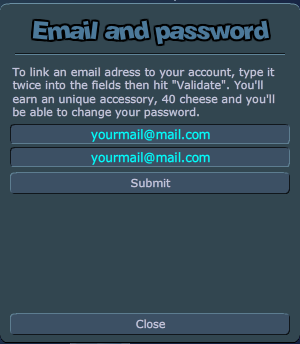 Email and password
To link an email adress to your account, type it
twice into the fields then hit "Validate". You'll
earn an unique accessory, 40 cheese and you'll
be able to change your password.
yourmail@mail.com
yourmail@mail.com
Submit
Close